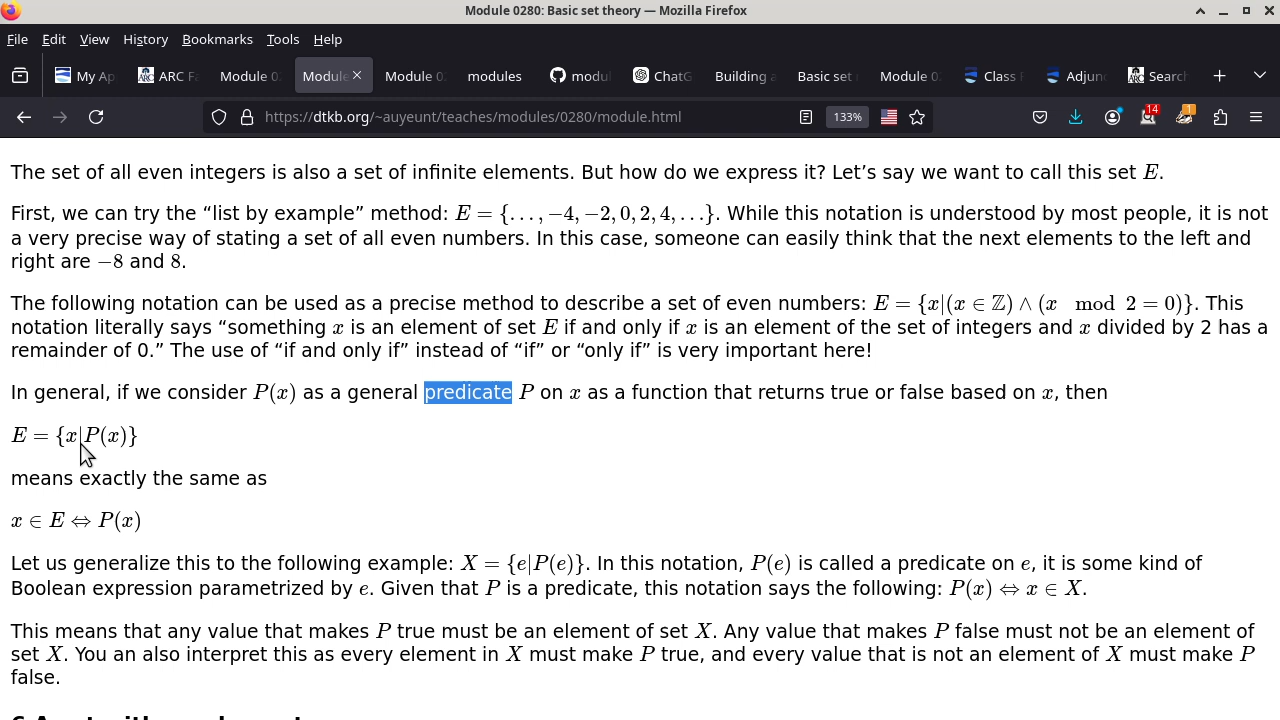 Module 0280: Basic set theory — Mozilla Firefox
File Edit View History Bookmarks Tools Help
My Ap ARC Fa Module 0 Module Module 0 modules modul ChatG Building a Basic set Module 0 Class Adjun Search
https://dtkb.org/~auyeunt/teaches/modules/0280/module.html 133% 14 1
The set of all even integers is also a set of infinite elements. But how do we express it? Let’s say we want to call this set E.
First, we can try the “list by example” method: E = {…, −4, −2, 0, 2, 4, …}. While this notation is understood by most people, it is not
a very precise way of stating a set of all even numbers. In this case, someone can easily think that the next elements to the left and
right are −8 and 8.
The following notation can be used as a precise method to describe a set of even numbers: E = {x|(x ∈ ℤ) ∧ (x mod 2 = 0)}. This
notation literally says “something x is an element of set E if and only if x is an element of the set of integers and x divided by 2 has a
remainder of 0.” The use of “if and only if” instead of “if” or “only if” is very important here!
In general, if we consider P(x) as a general predicate P on x as a function that returns true or false based on x, then
E = {x|P(x)}
means exactly the same as
x ∈ E ⇔ P(x)
Let us generalize this to the following example: X = {e|P(e)}. In this notation, P(e) is called a predicate on e, it is some kind of
Boolean expression parametrized by e. Given that P is a predicate, this notation says the following: P(x) ⇔ x ∈ X.
This means that any value that makes P true must be an element of set X. Any value that makes P false must not be an element of
set X. You an also interpret this as every element in X must make P true, and every value that is not an element of X must make P
false.